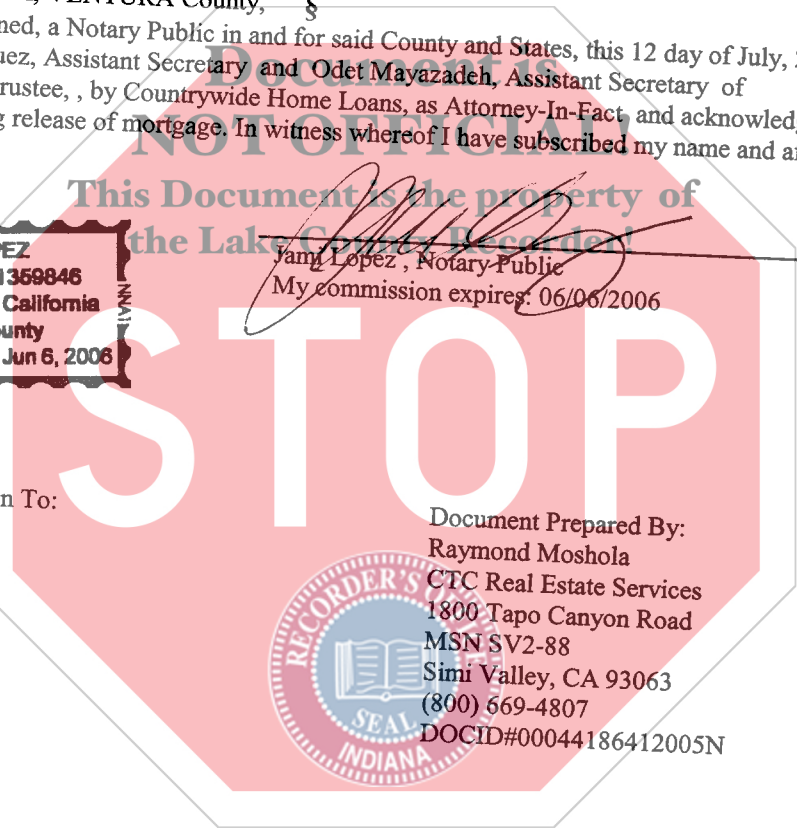 VENTURA County, §
ned, a Notary Public in and for said County and States, this 12 day of July,
uez, Assistant Secretary and Odet Mayazadeh, Assistant Secretary of
rustee, , by Countrywide Home Loans, as Attorney-In-Fact, and acknowled
g release of mortgage. In witness whereof I have subscribed my name and a
Document is
NOT OFFICIAL!
This Document is the property of
the Lake County Recorder!
EZ
1359846
California
unty
Jun 6, 2006
Jami Lopez , Notary Public
My commission expires: 06/06/2006
STOP
n To:
Document Prepared By:
Raymond Moshola
CTC Real Estate Services
1800 Tapo Canyon Road
MSN SV2-88
Simi Valley, CA 93063
(800) 669-4807
DOCID#00044186412005N
RECORDER'S OFFICE
SEAL
INDIANA